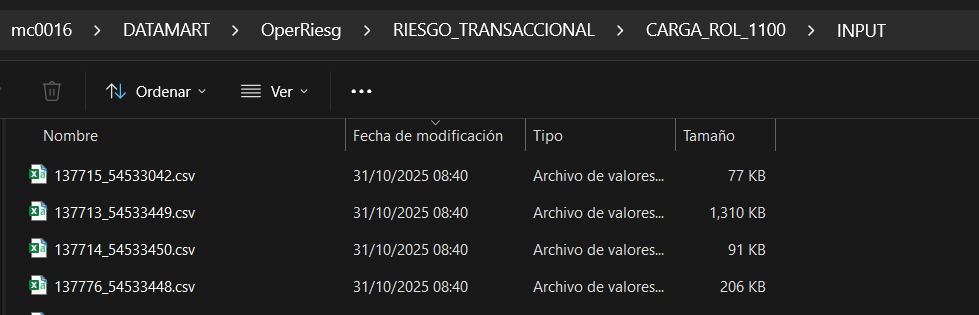 mc0016 > DATAMART > OperRiesg > RIESGO_TRANSACCIONAL > CARGA_ROL_1100 > INPUT
Ordenar Ver ...
Nombre Fecha de modificación Tipo Tamaño
137715_54533042.csv 31/10/2025 08:40 Archivo de valores... 77 KB
137713_54533449.csv 31/10/2025 08:40 Archivo de valores... 1,310 KB
137714_54533450.csv 31/10/2025 08:40 Archivo de valores... 91 KB
137776_54533448.csv 31/10/2025 08:40 Archivo de valores... 206 KB